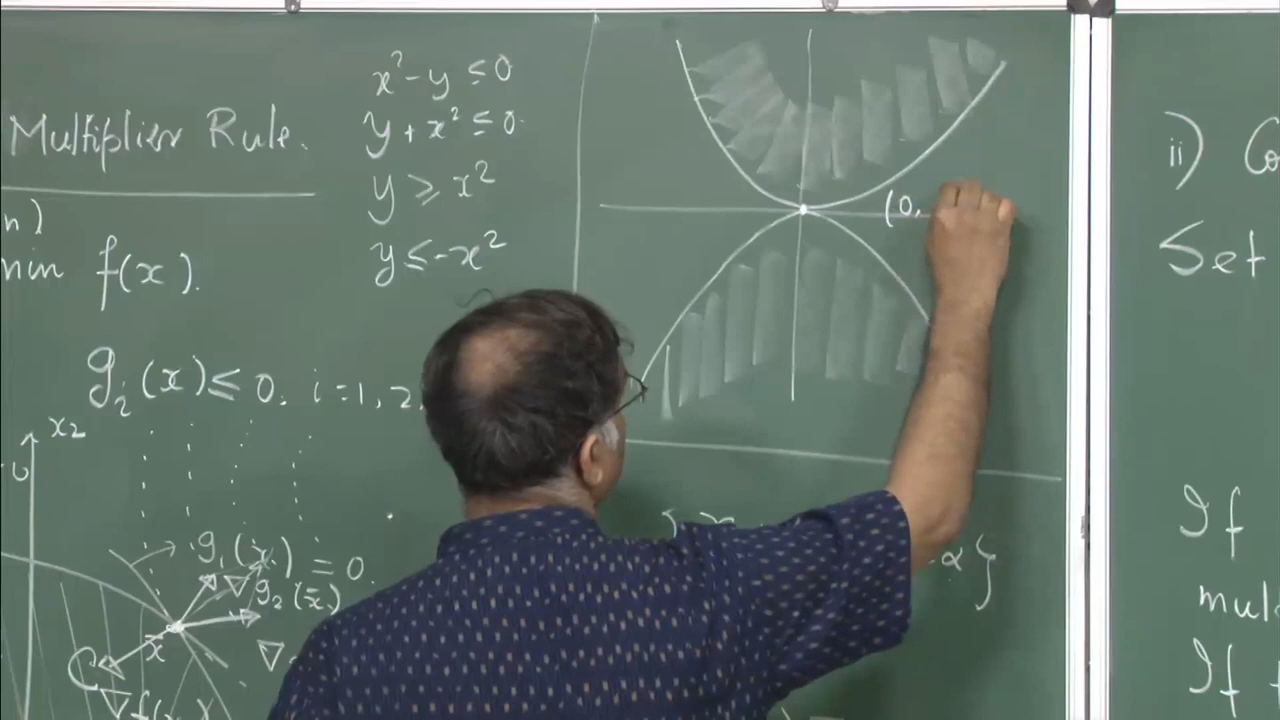 Multiplier Rule.
n)
min f(x).
gᵢ(x) ≤ 0, i=1, 2,
x₂
g₁(x̄) = 0
∇g₂(x̄)
x̄
∇f(x̄)
x²-y ≤ 0
y+x² ≤ 0
y ≥ x²
y ≤ -x²
(0,
α}
ii) Co
Set
If
mul
If